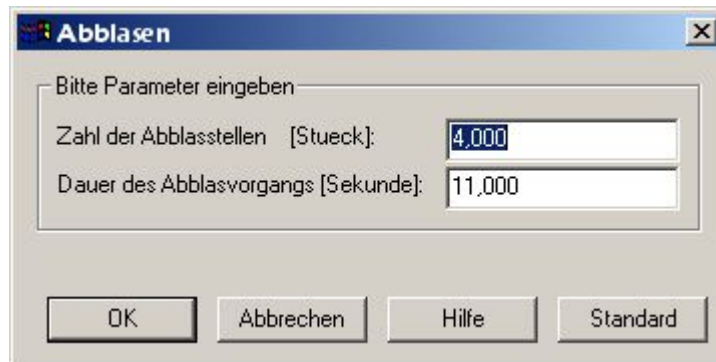 Abblasen
Bitte Parameter eingeben
Zahl der Abblasstellen [Stueck]: 4,000
Dauer des Abblasvorgangs [Sekunde]: 11,000
OK Abbrechen Hilfe Standard